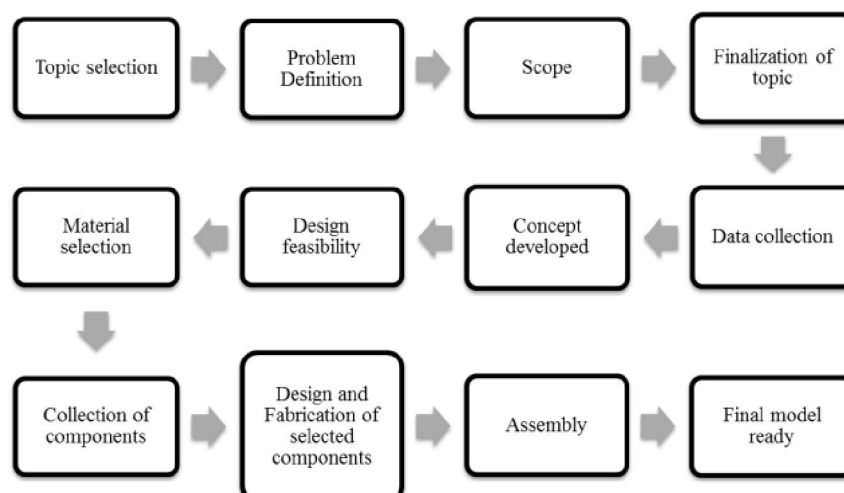 Topic selection
Problem
Definition
Scope
Finalization of
topic
Data collection
Concept
developed
Design
feasibility
Material
selection
Collection of
components
Design and
Fabrication of
selected
components
Assembly
Final model
ready